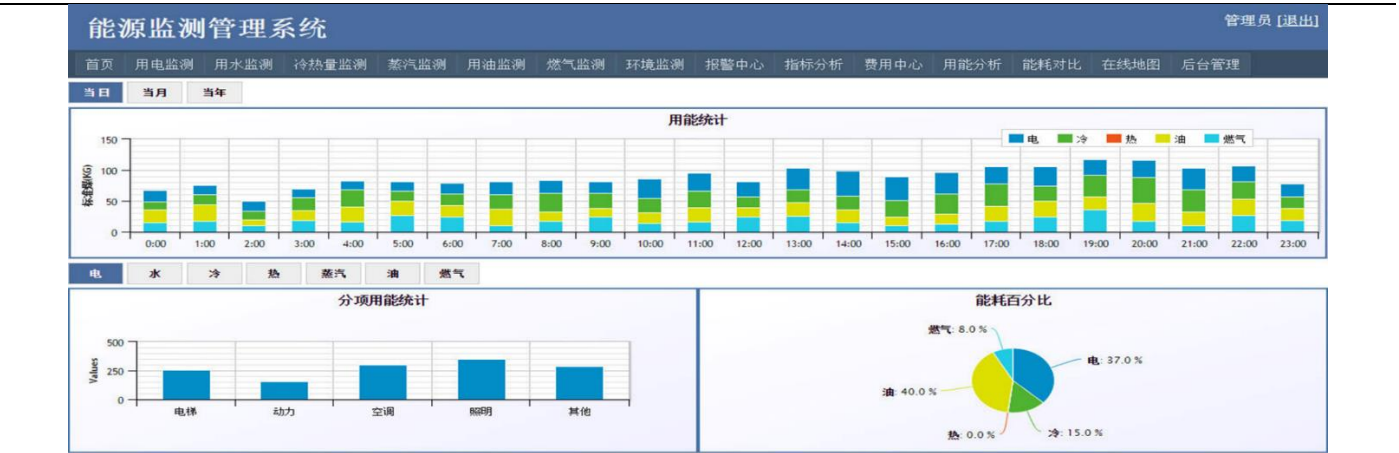 能源监测管理系统
管理员 [退出]
首页 用电监测 用水监测 冷热量监测 蒸汽监测 用油监测 燃气监测 环境监测 报警中心 指标分析 费用中心 用能分析 能耗对比 在线地图 后台管理
当日 当月 当年
用能统计
电 冷 热 油 燃气
标准煤(KG)
150
100
50
0
0:00 1:00 2:00 3:00 4:00 5:00 6:00 7:00 8:00 9:00 10:00 11:00 12:00 13:00 14:00 15:00 16:00 17:00 18:00 19:00 20:00 21:00 22:00 23:00
电 水 冷 热 蒸汽 油 燃气
分项用能统计
Values
500
250
0
电梯 动力 空调 照明 其他
能耗百分比
燃气: 8.0 %
电: 37.0 %
油: 40.0 %
热: 0.0 %
冷: 15.0 %